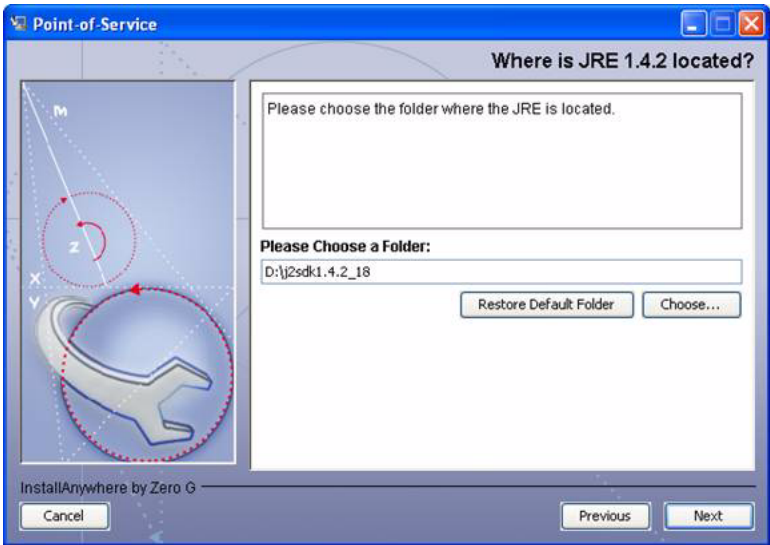 Point-of-Service
Where is JRE 1.4.2 located?
M
Z
X
Y
Please choose the folder where the JRE is located.
Please Choose a Folder:
D:\j2sdk1.4.2_18
Restore Default Folder
Choose...
InstallAnywhere by Zero G
Cancel
Previous
Next